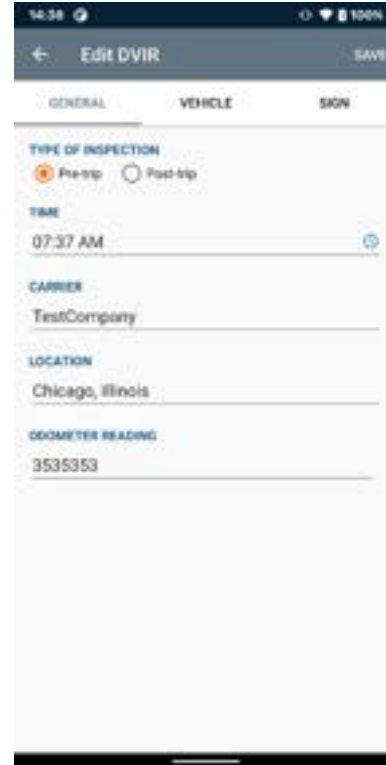 14:38 100%
Edit DVIR SAVE
GENERAL VEHICLE SIGN
TYPE OF INSPECTION
Pre-trip Post-trip
TIME
07:37 AM
CARRIER
TestCompany
LOCATION
Chicago, Illinois
ODOMETER READING
3535353